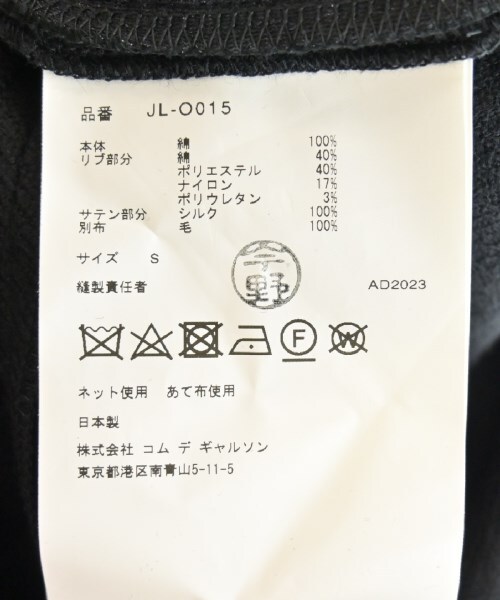 品番 JL-O015
本体 綿 100%
リブ部分 綿 40%
ポリエステル 40%
ナイロン 17%
ポリウレタン 3%
サテン部分 シルク 100%
別布 毛 100%
サイズ S
縫製責任者 今野 AD2023
F W
ネット使用 あて布使用
日本製
株式会社 コム デ ギャルソン
東京都港区南青山5-11-5